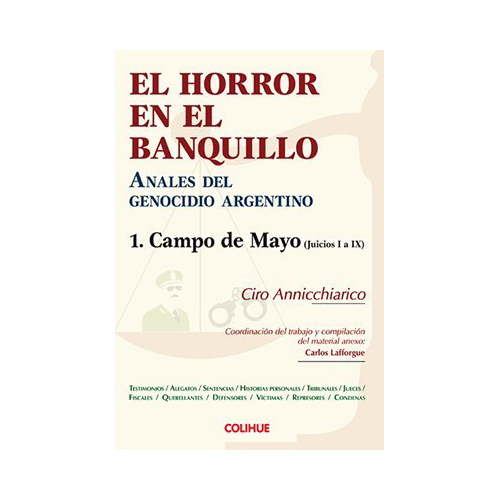 EL HORROR
EN EL
BANQUILLO
ANALES DEL
GENOCIDIO ARGENTINO
1. Campo de Mayo (Juicios I a IX)
Ciro Annicchiarico
Coordinación del trabajo y compilación
del material anexo:
Carlos Lafforgue
TESTIMONIOS / ALEGATOS / SENTENCIAS / HISTORIAS PERSONALES / TRIBUNALES / JUECES /
FISCALES / QUERELLANTES / DEFENSORES / VÍCTIMAS / REPRESORES / CONDENAS
COLIHUE